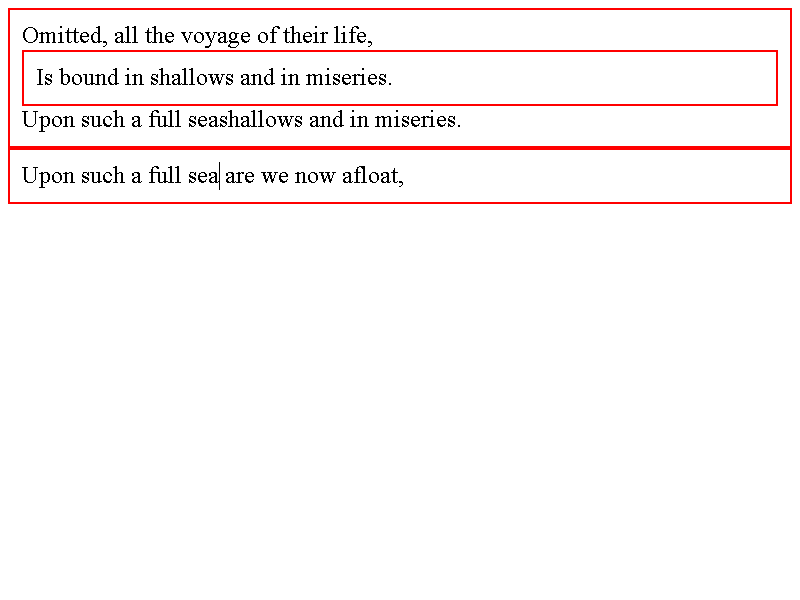 Omitted, all the voyage of their life,
Is bound in shallows and in miseries.
Upon such a full seashallows and in miseries.
Upon such a full sea are we now afloat,